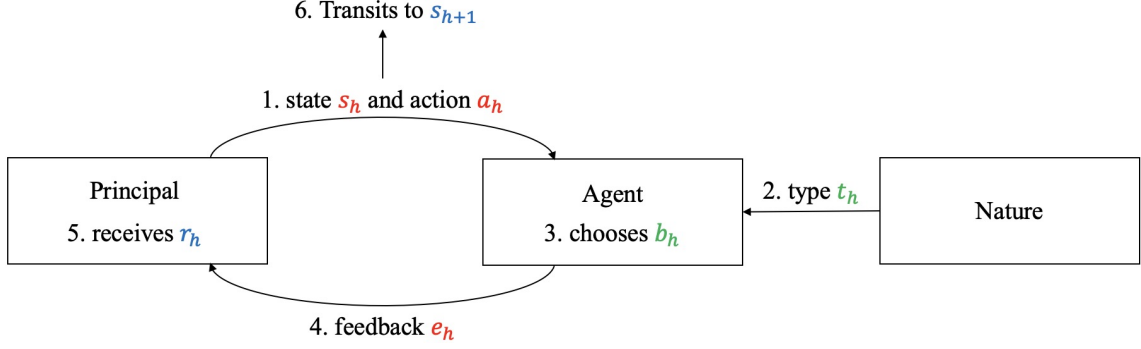 6. Transits to s_{h+1}
1. state s_h and action a_h
Principal
5. receives r_h
Agent
3. chooses b_h
2. type t_h
Nature
4. feedback e_h